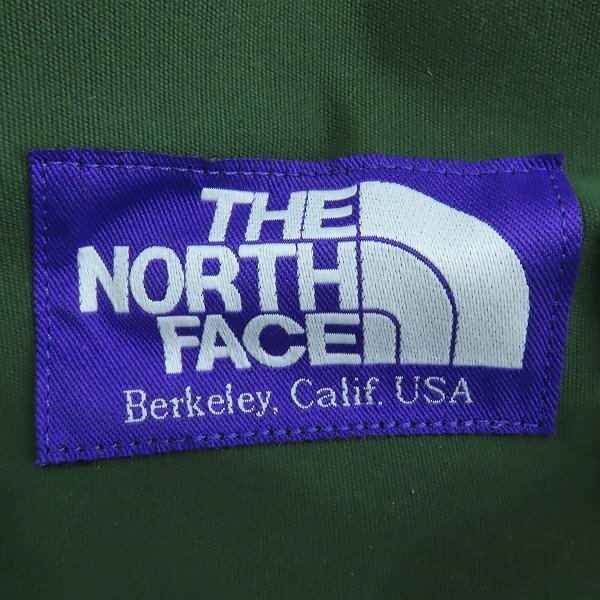 THE
NORTH
FACE
Berkeley, Calif. USA